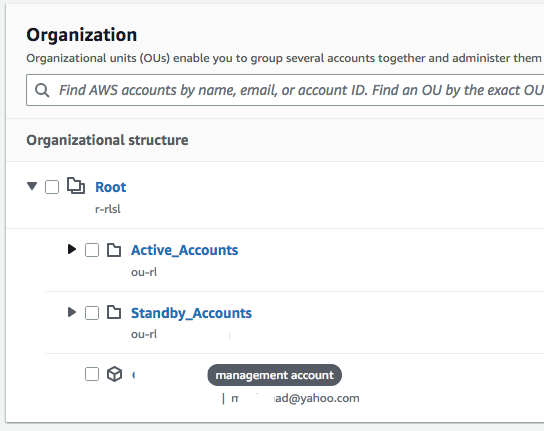 Organization
Organizational units (OUs) enable you to group several accounts together and administer them
Find AWS accounts by name, email, or account ID. Find an OU by the exact OU
Organizational structure
Root
r-rlsl
Active_Accounts
ou-rl
Standby_Accounts
ou-rl
management account
| m ad@yahoo.com